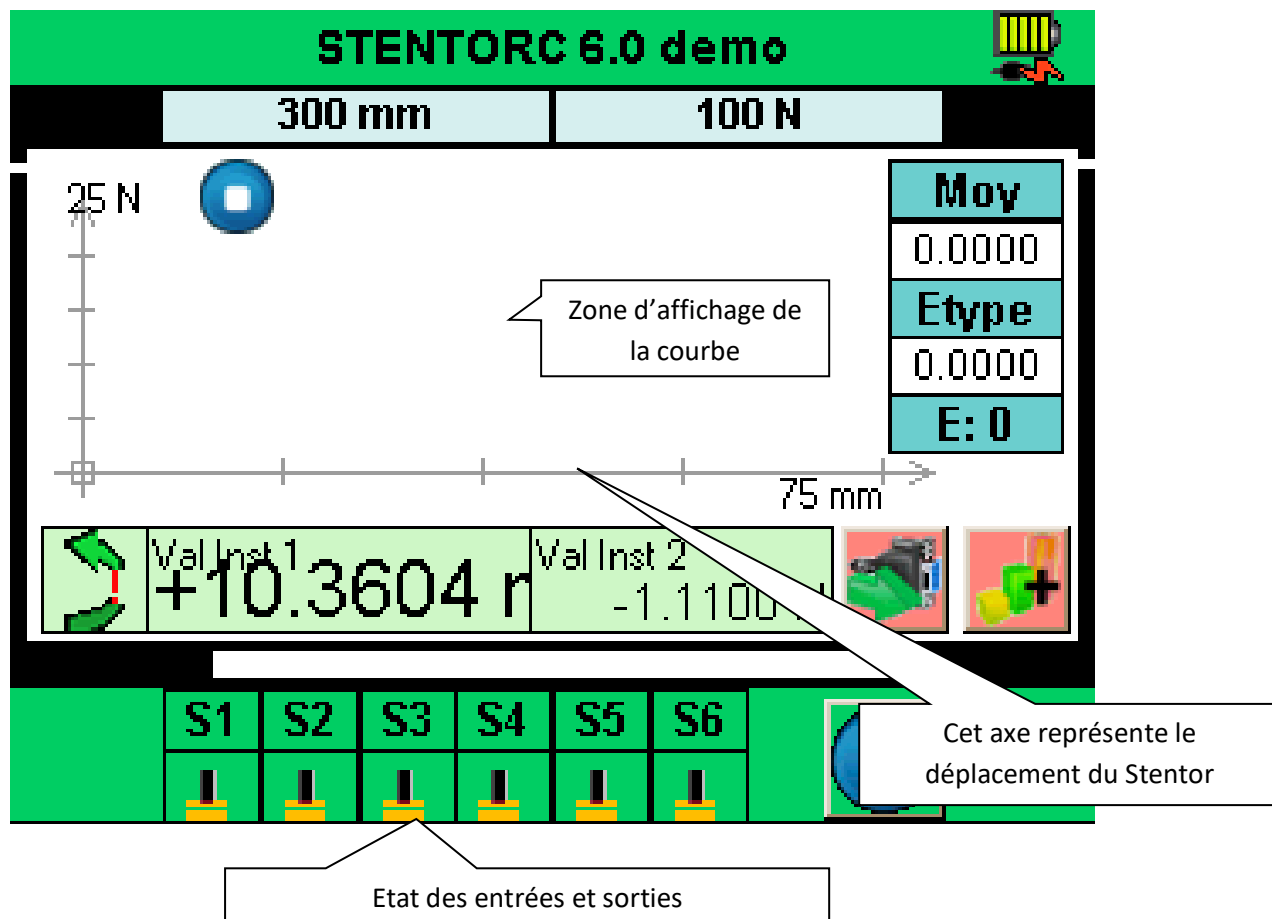 STENTORC 6.0 demo
300 mm
100 N
25 N
Moy
0.0000
Zone d'affichage de
la courbe
Etype
0.0000
E: 0
75 mm
Val Inst 1
+10.3604
Val Inst 2
-1.1100
S1 S2 S3 S4 S5 S6
Cet axe représente le
déplacement du Stentor
Etat des entrées et sorties